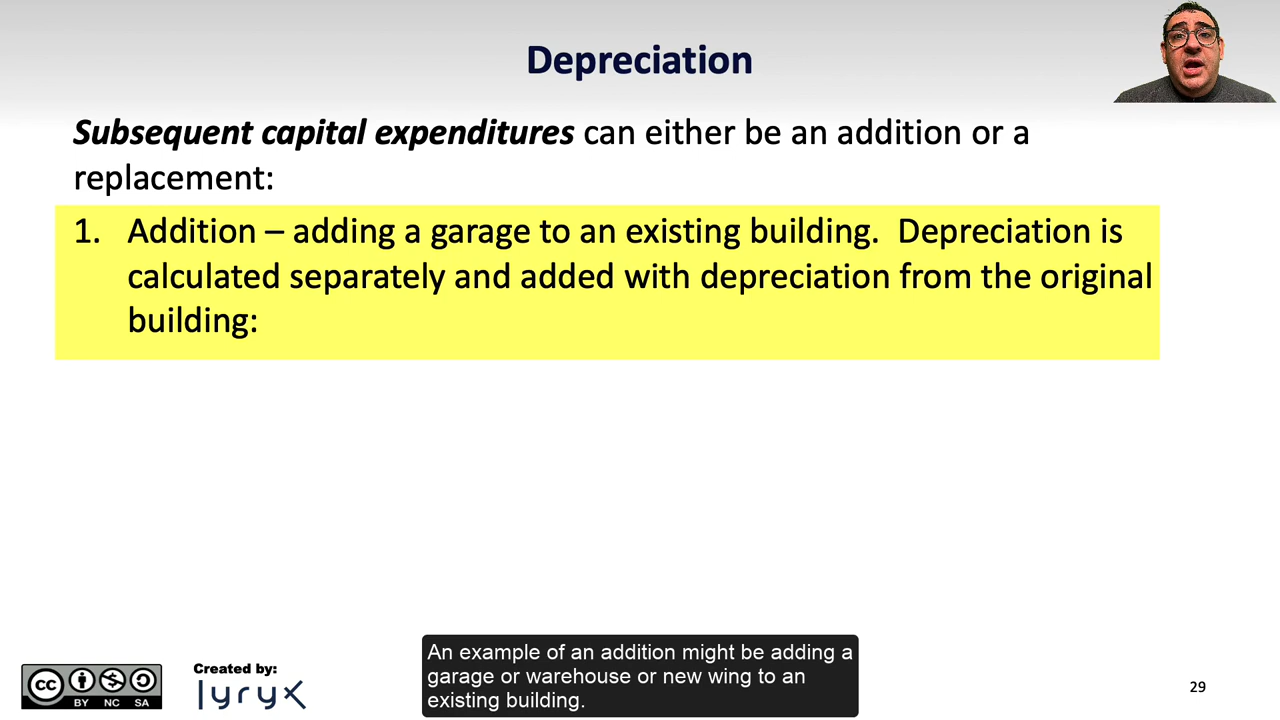 Depreciation
Subsequent capital expenditures can either be an addition or a
replacement:
1. Addition – adding a garage to an existing building. Depreciation is
calculated separately and added with depreciation from the original
building:
cc
BY NC SA
Created by:
lyryx
An example of an addition might be adding a
garage or warehouse or new wing to an
existing building.
29